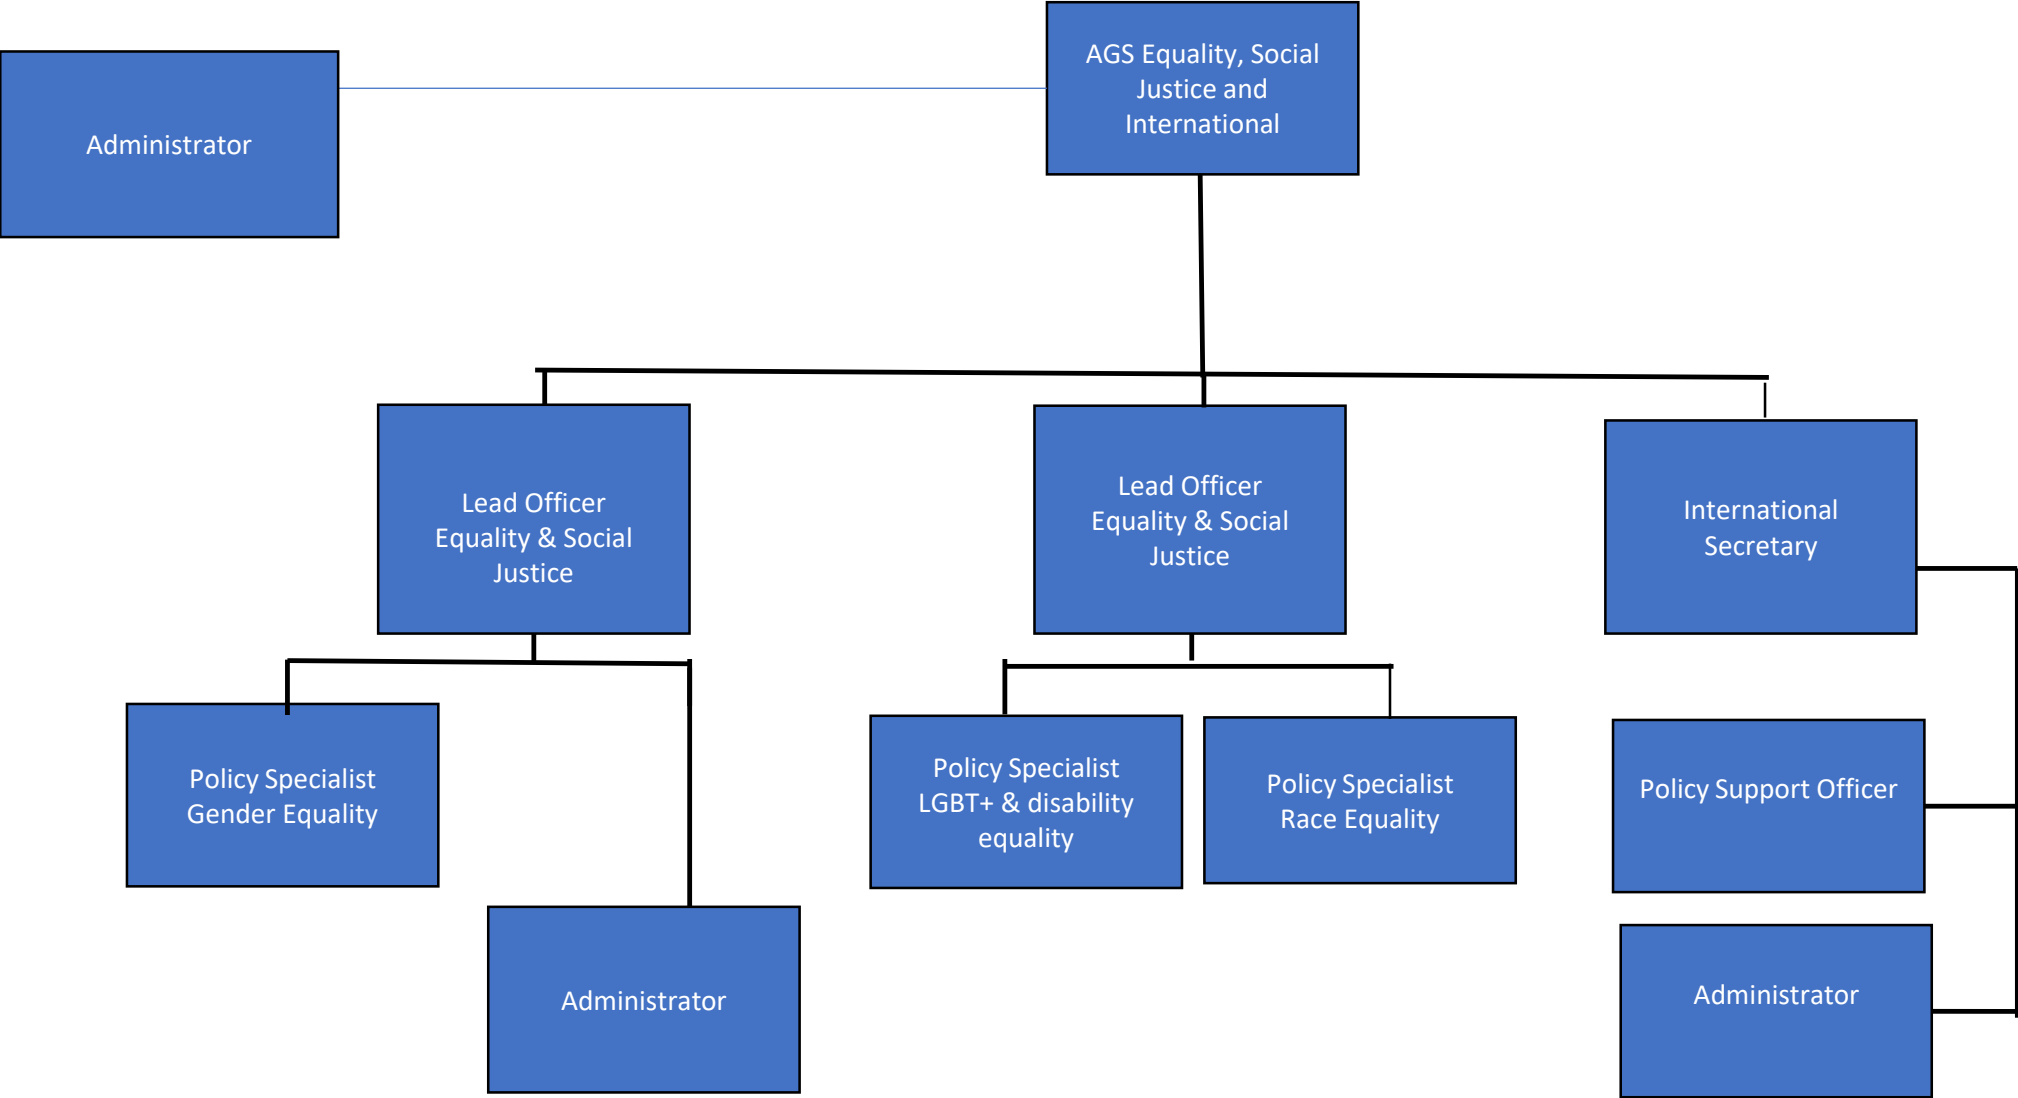 AGS Equality, Social
Justice and
International
Administrator
Lead Officer
Equality & Social
Justice
Lead Officer
Equality & Social
Justice
International
Secretary
Policy Specialist
Gender Equality
Policy Specialist
LGBT+ & disability
equality
Policy Specialist
Race Equality
Policy Support Officer
Administrator
Administrator